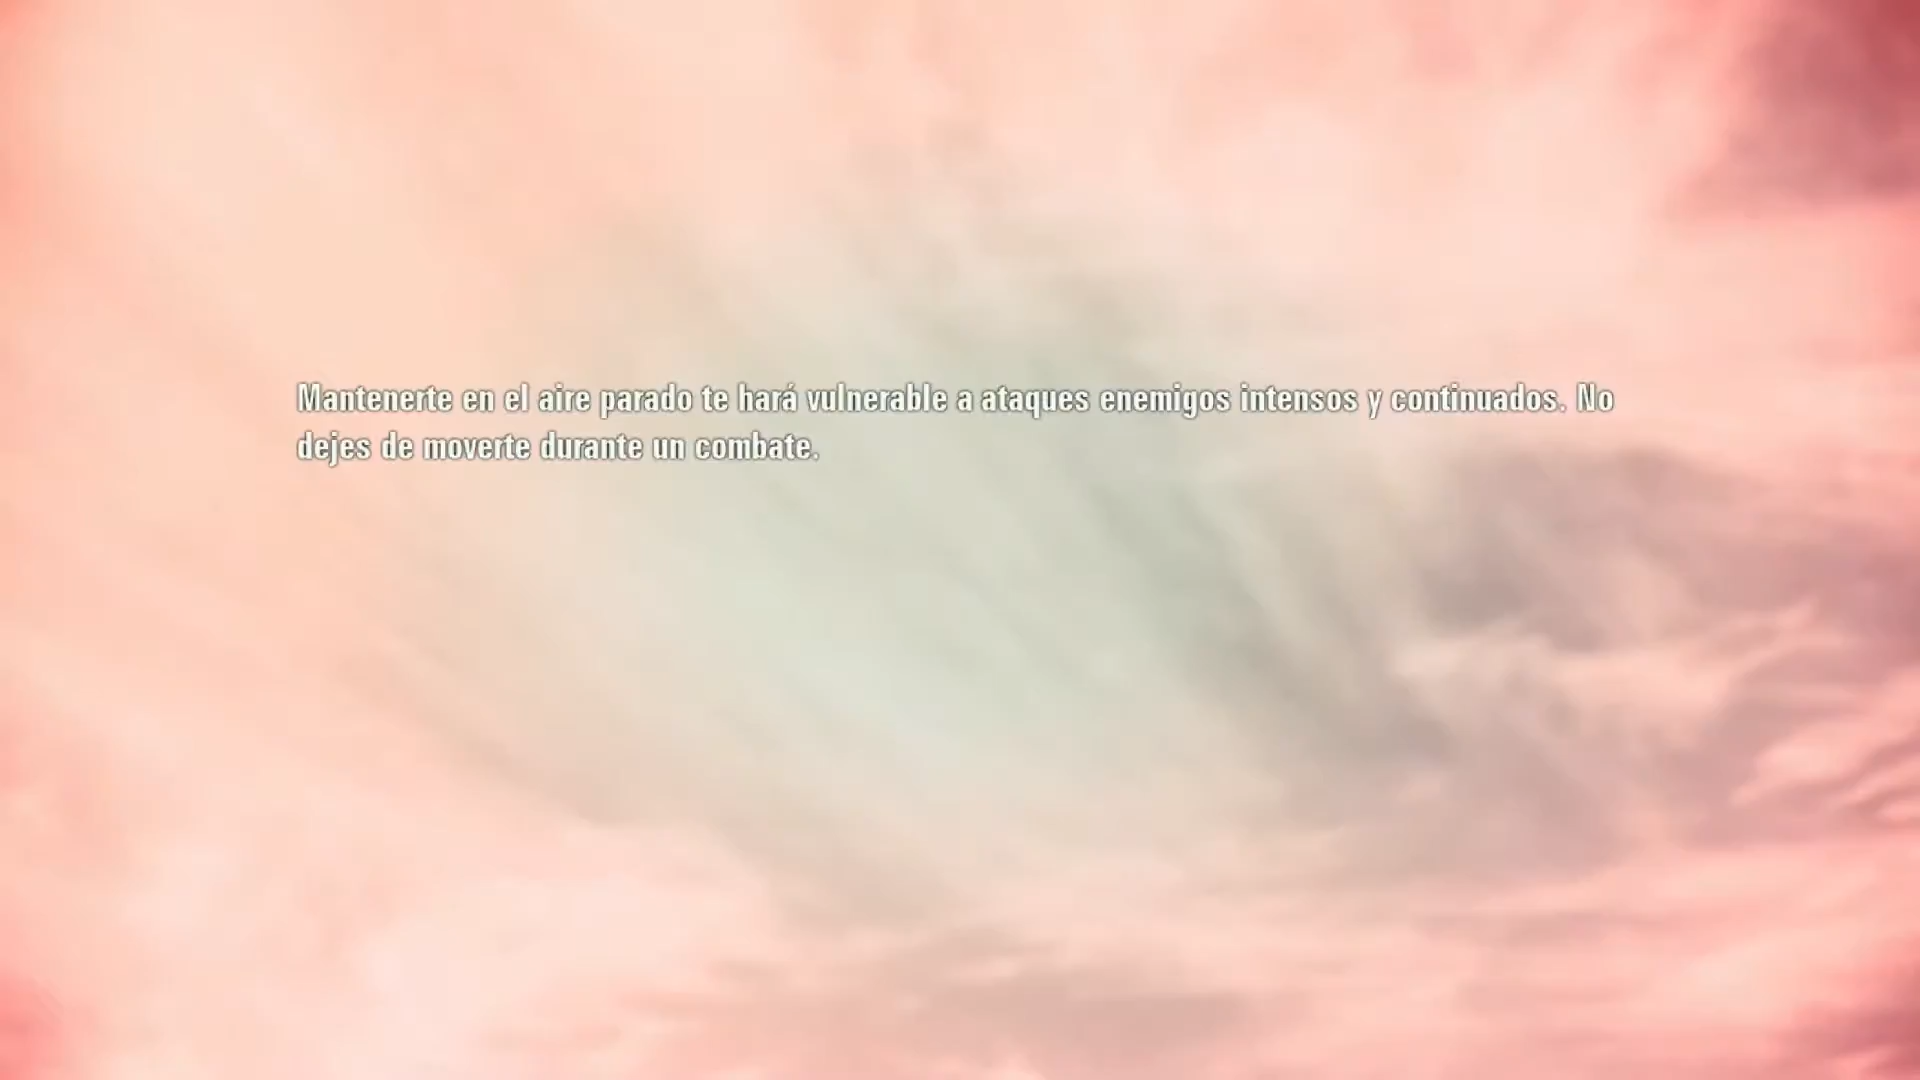 Mantenerte en el aire parado te hará vulnerable a ataques enemigos intensos y continuados. No
dejes de moverte durante un combate.